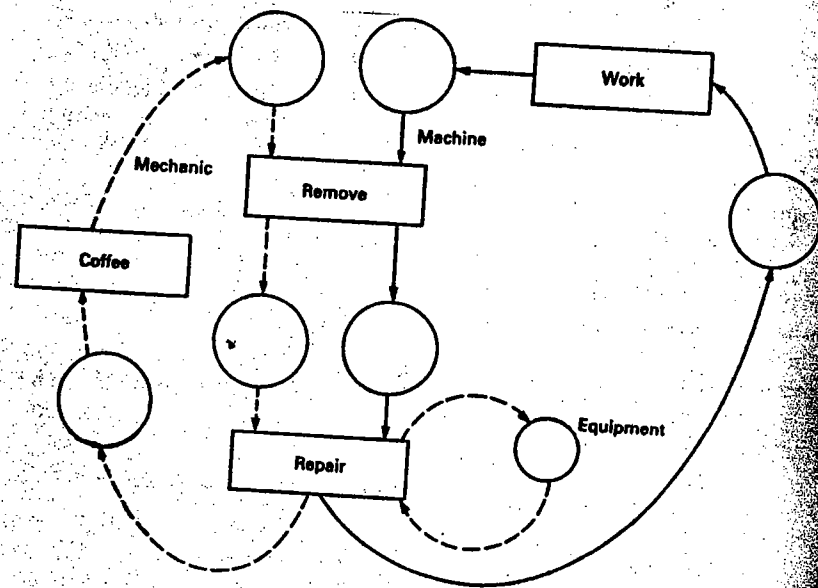 Work
Machine
Mechanic
Remove
Coffee
Equipment
Repair